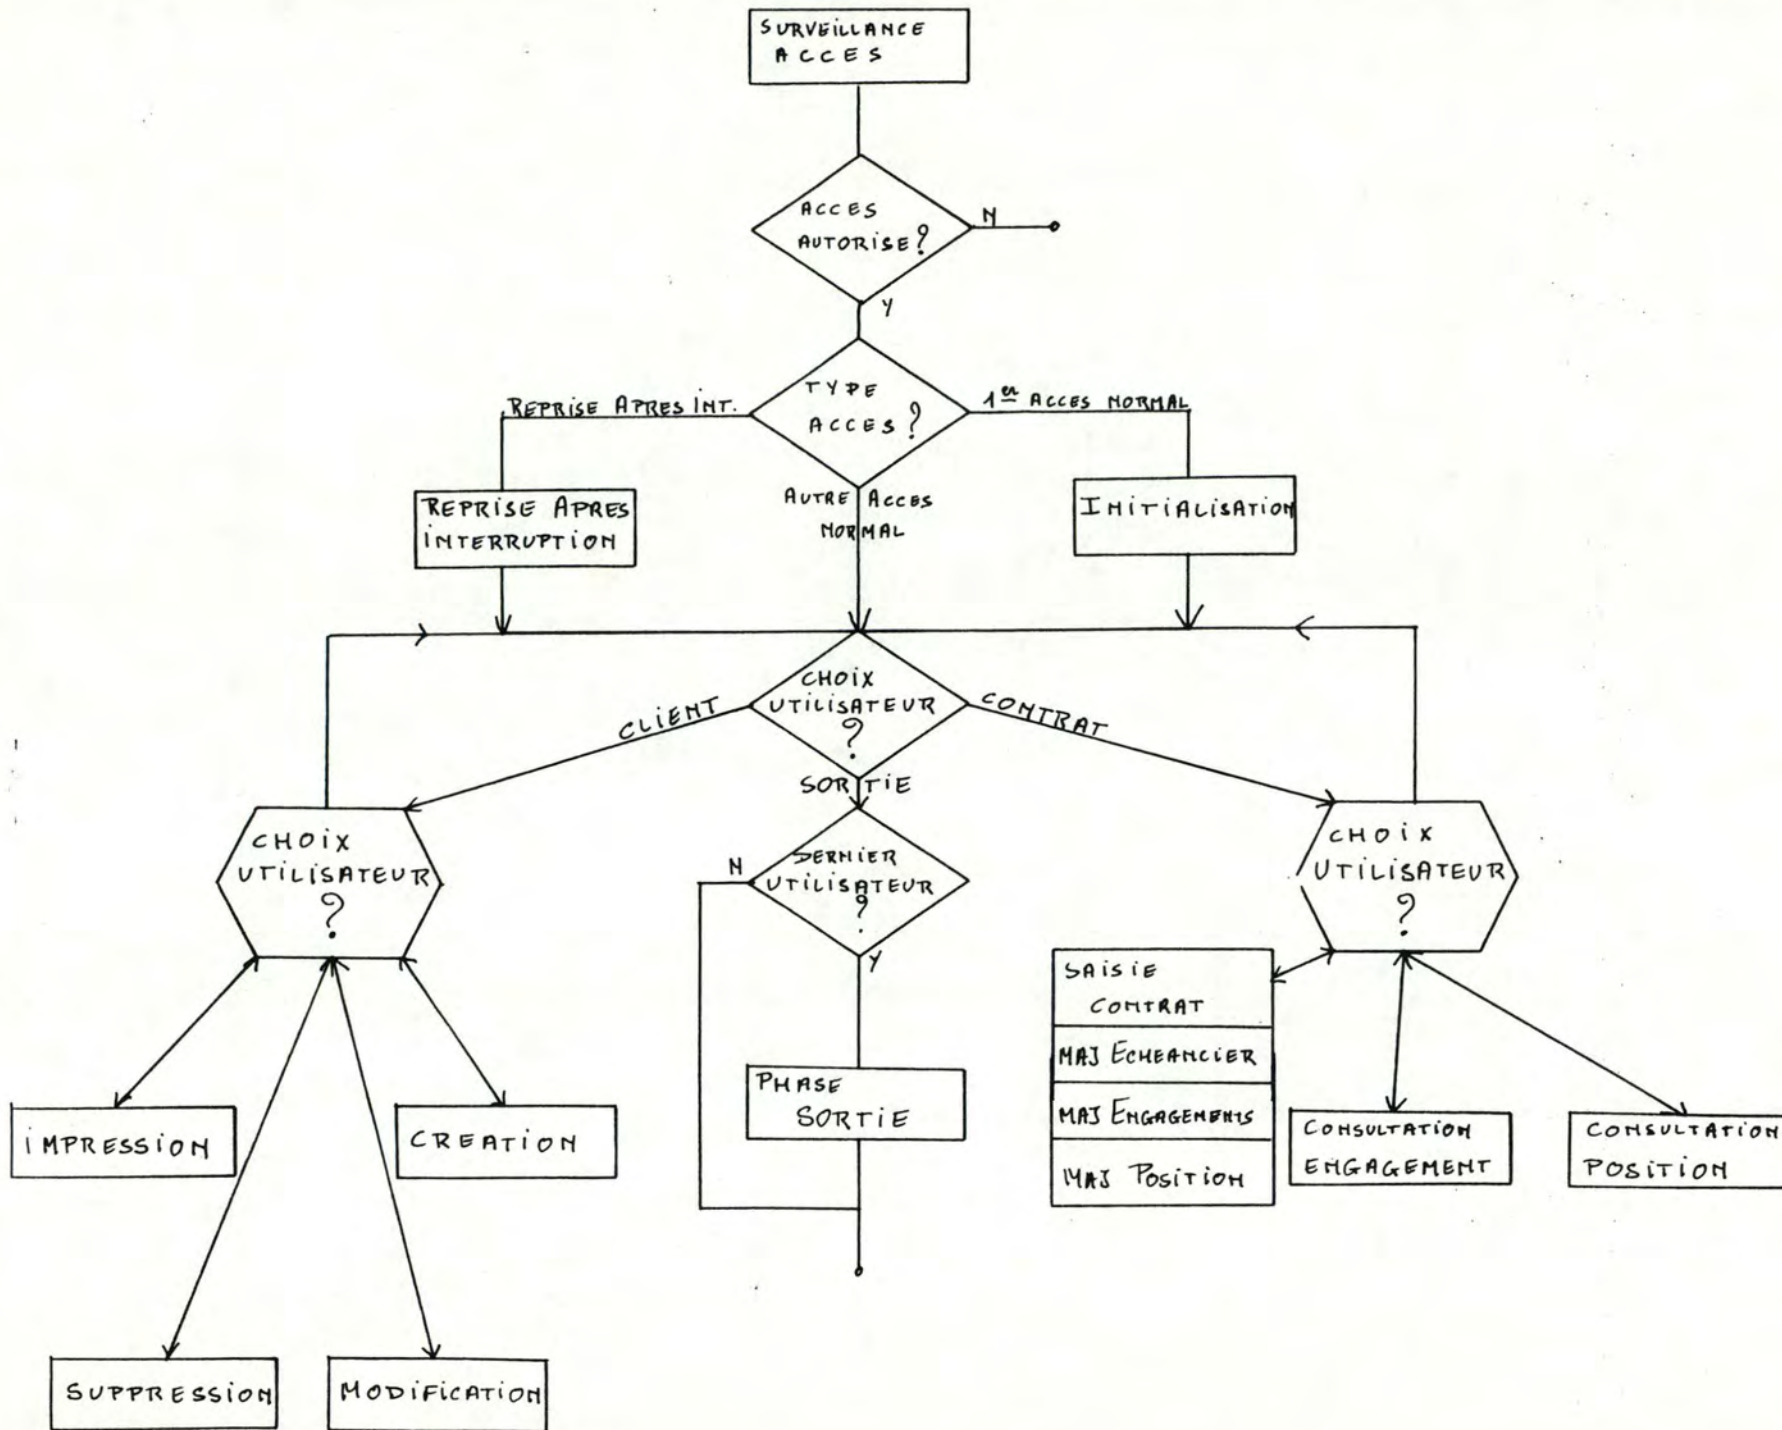 SURVEILLANCE
ACCES
ACCES
AUTORISE?
N
Y
TYPE
ACCES?
REPRISE APRES INT.
1er ACCES NORMAL
REPRISE APRES
INTERRUPTION
AUTRE ACCES
NORMAL
INITIALISATION
CHOIX
UTILISATEUR
?
CLIENT
CONTRAT
SORTIE
CHOIX
UTILISATEUR
?
N
DERNIER
UTILISATEUR
?
Y
CHOIX
UTILISATEUR
?
SAISIE
CONTRAT
MAJ ECHEANCIER
MAJ ENGAGEMENTS
MAJ POSITION
PHASE
SORTIE
IMPRESSION
CREATION
CONSULTATION
ENGAGEMENT
CONSULTATION
POSITION
SUPPRESSION
MODIFICATION